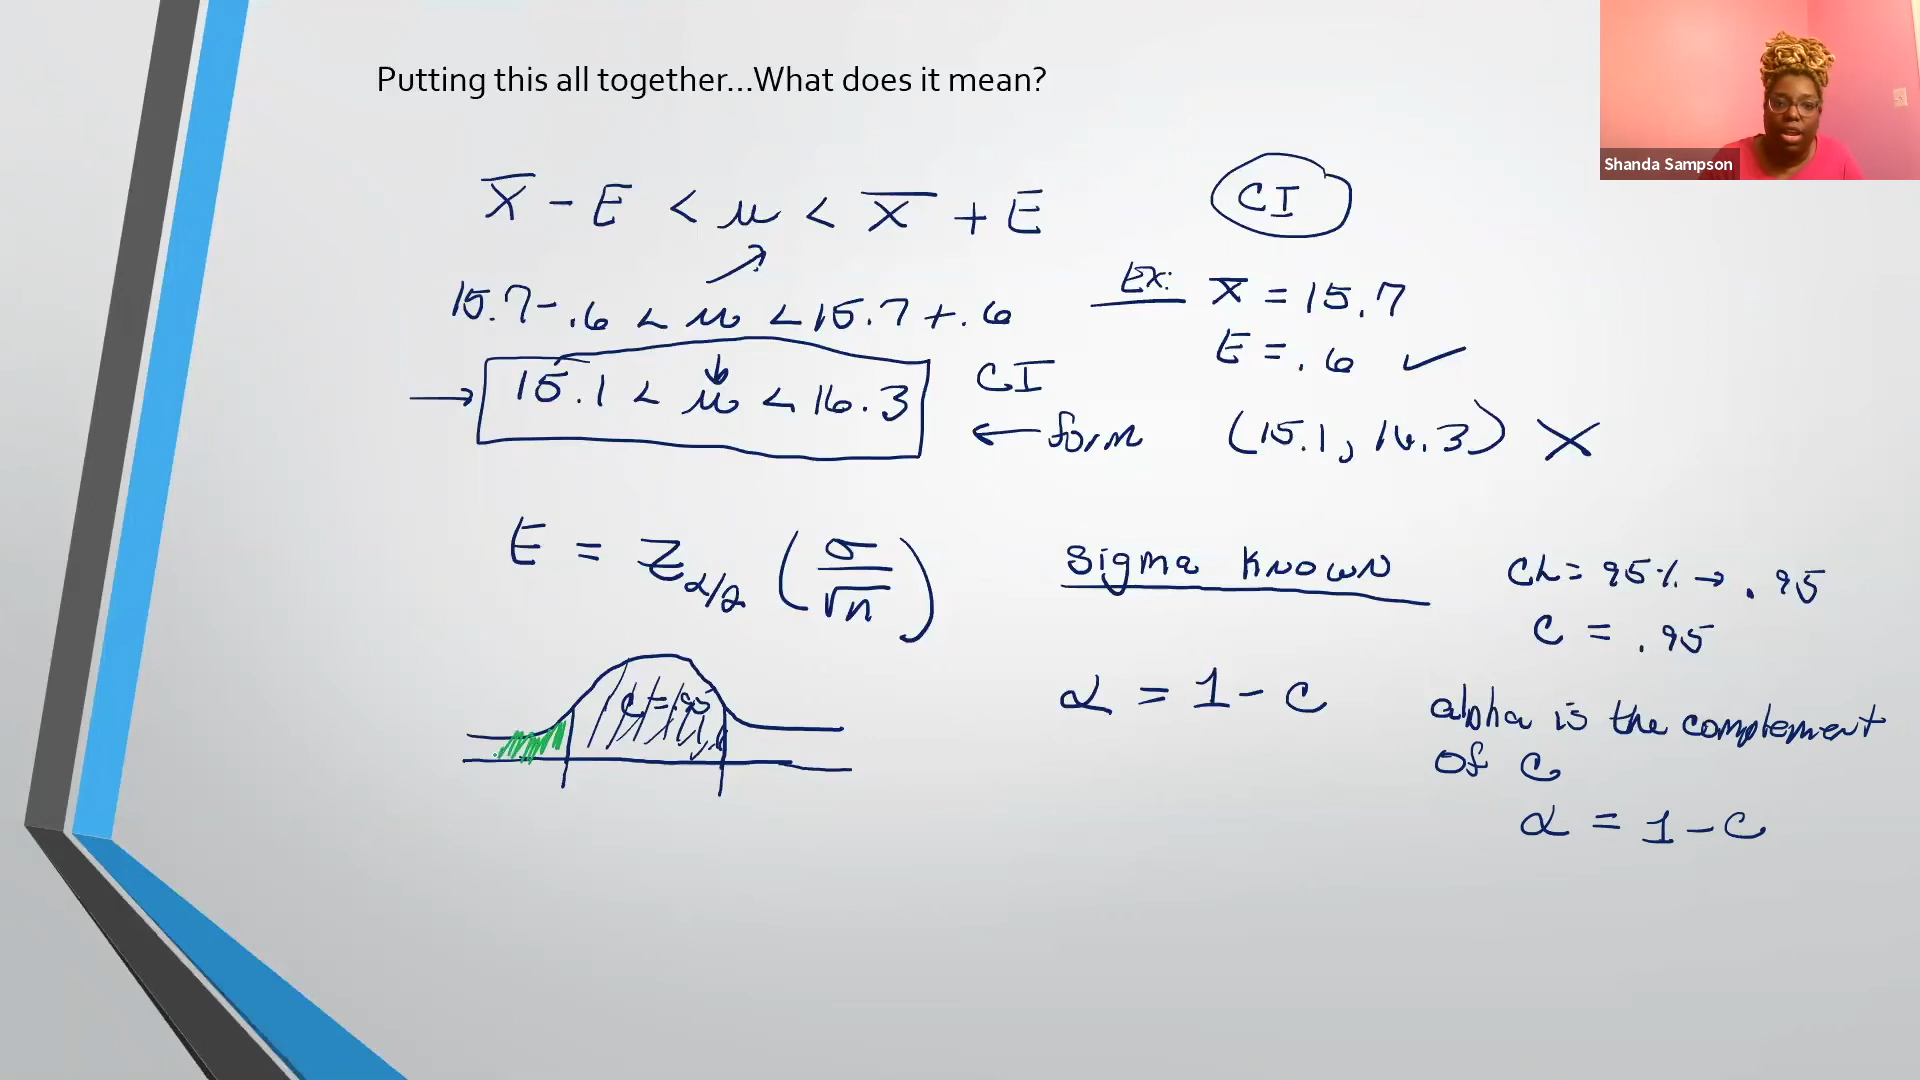 Putting this all together...What does it mean?
Shanda Sampson
x̅ - E < μ < x̅ + E
CI
15.7 - .6 < μ < 15.7 + .6
Ex: x̅ = 15.7
E = .6 ✓
→ 15.1 < μ < 16.3 CI
← form (15.1, 16.3) X
E = Z α/2 (σ/√n)
Sigma Known
CL = 95% → .95
C = .95
C = .95
α = 1 - C
alpha is the complement
of C
α = 1 - C